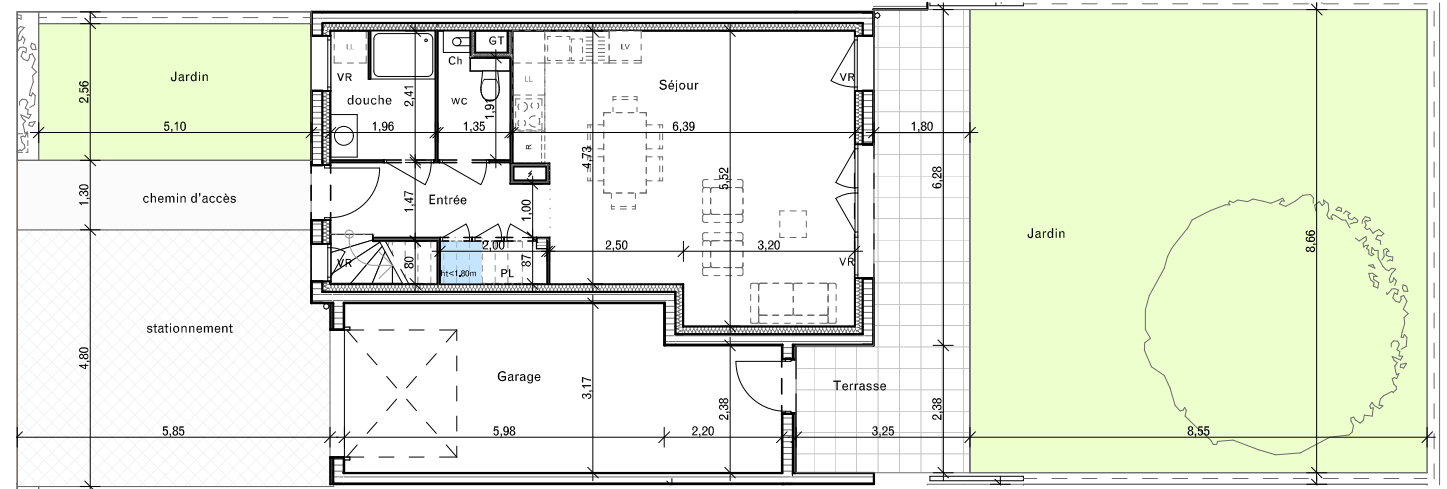 GT
LL
LV
Ch
Jardin
VR
Séjour
VR
2,56
douche
2,41
wc
1,91
5,10
1,96
1,35
6,39
1,80
R
4,73
5,52
6,28
1,30
chemin d'accès
1,47
Entrée
1,00
Jardin
8,66
2,00
2,50
3,20
VR
80
ht<1,80m
87
PL
VR
stationnement
4,80
Garage
3,17
2,38
Terrasse
2,38
5,85
5,98
2,20
3,25
8,55